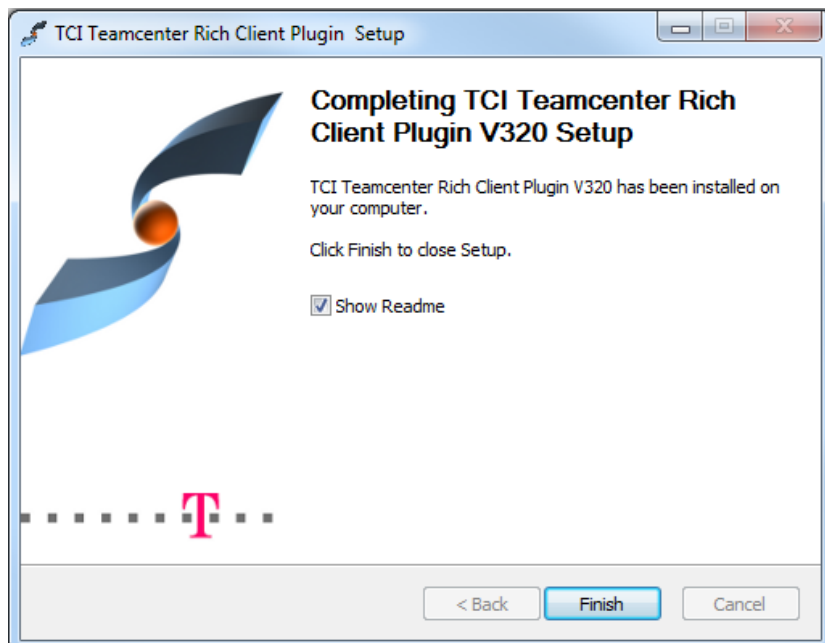 TCI Teamcenter Rich Client Plugin  Setup
Completing TCI Teamcenter Rich
Client Plugin V320 Setup
TCI Teamcenter Rich Client Plugin V320 has been installed on
your computer.
Click Finish to close Setup.
Show Readme
T
< Back
Finish
Cancel